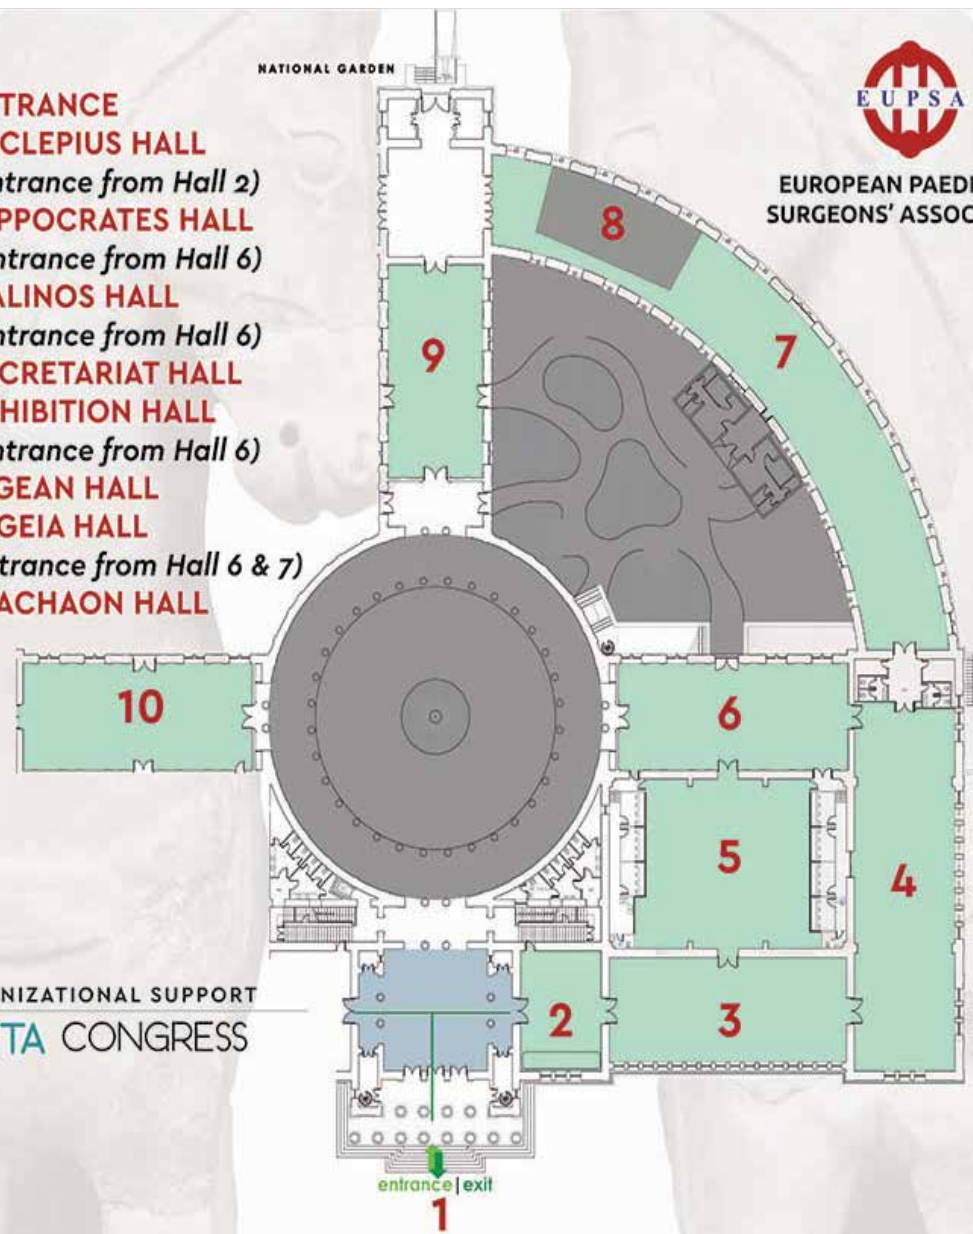 NATIONAL GARDEN
TRANCE
CLEPIUS HALL
ntrance from Hall 2)
PPOCRATES HALL
ntrance from Hall 6)
ALINOS HALL
ntrance from Hall 6)
CRETARIAT HALL
HIBITION HALL
ntrance from Hall 6)
GEAN HALL
GEIA HALL
trance from Hall 6 & 7)
ACHAON HALL
EUPSA
EUROPEAN PAEDI
SURGEONS' ASSOC
8
7
9
10
6
5
4
2
3
NIZATIONAL SUPPORT
TA CONGRESS
entrance|exit
1